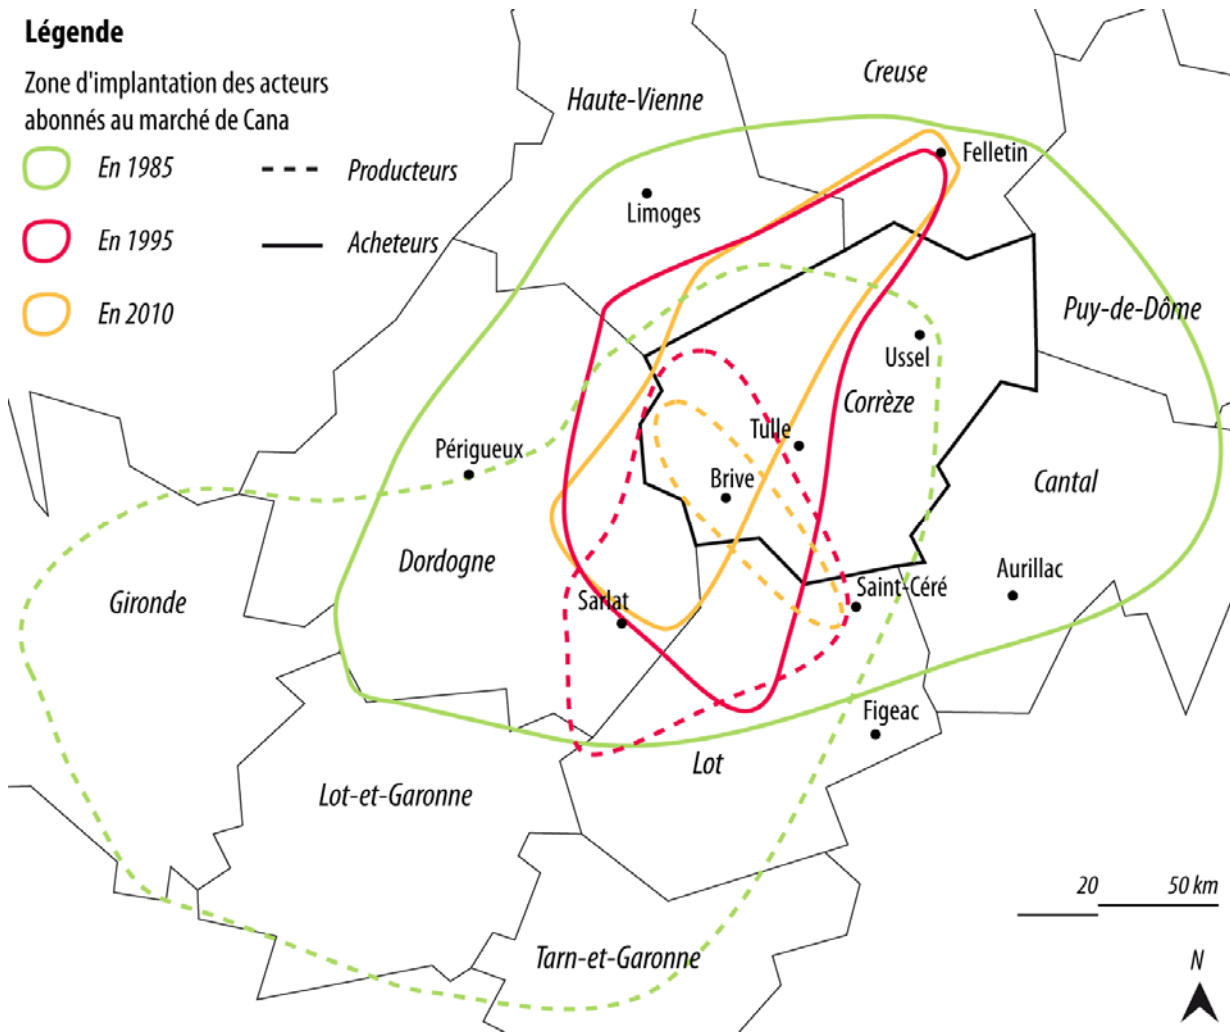 Légende
Zone d'implantation des acteurs
abonnés au marché de Cana
En 1985
Producteurs
En 1995
Acheteurs
En 2010
Creuse
Haute-Vienne
Felletin
Limoges
Puy-de-Dôme
Ussel
Corrèze
Tulle
Périgueux
Brive
Cantal
Dordogne
Aurillac
Saint-Céré
Gironde
Sarlat
Figeac
Lot
Lot-et-Garonne
20 50 km
Tarn-et-Garonne
N